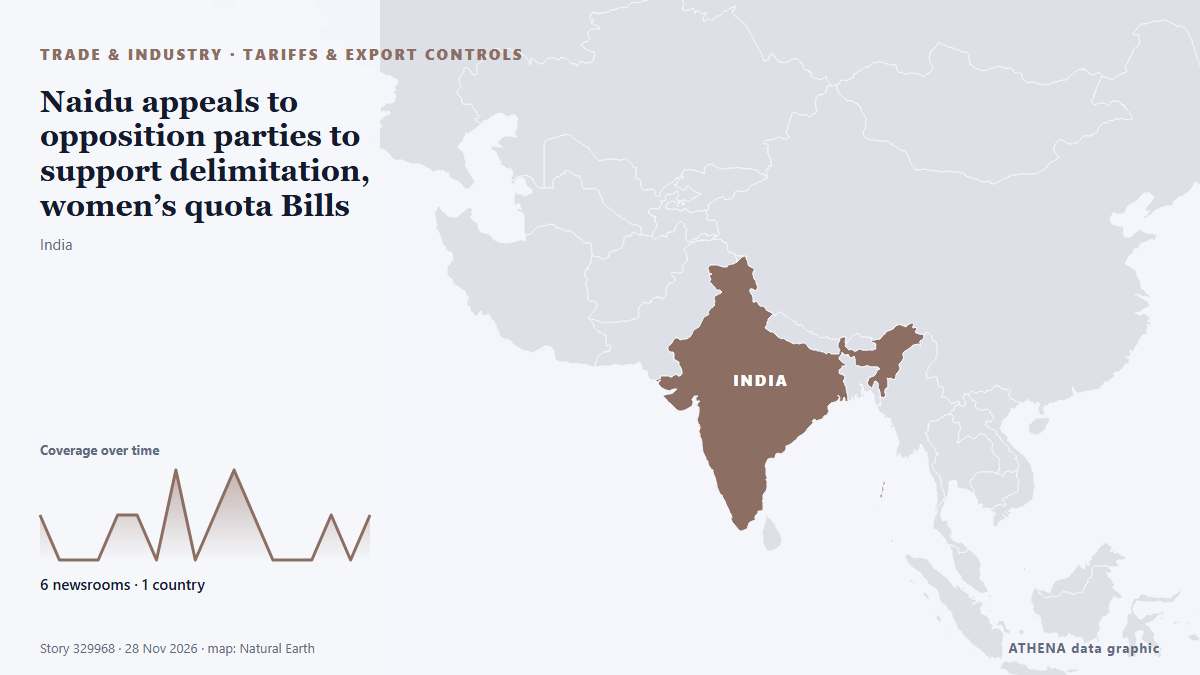 TRADE & INDUSTRY · TARIFFS & EXPORT CONTROLS
Naidu appeals to
opposition parties to
support delimitation,
women’s quota Bills
India
INDIA
Coverage over time
6 newsrooms · 1 country
Story 329968 · 28 Nov 2026 · map: Natural Earth
ATHENA data graphic